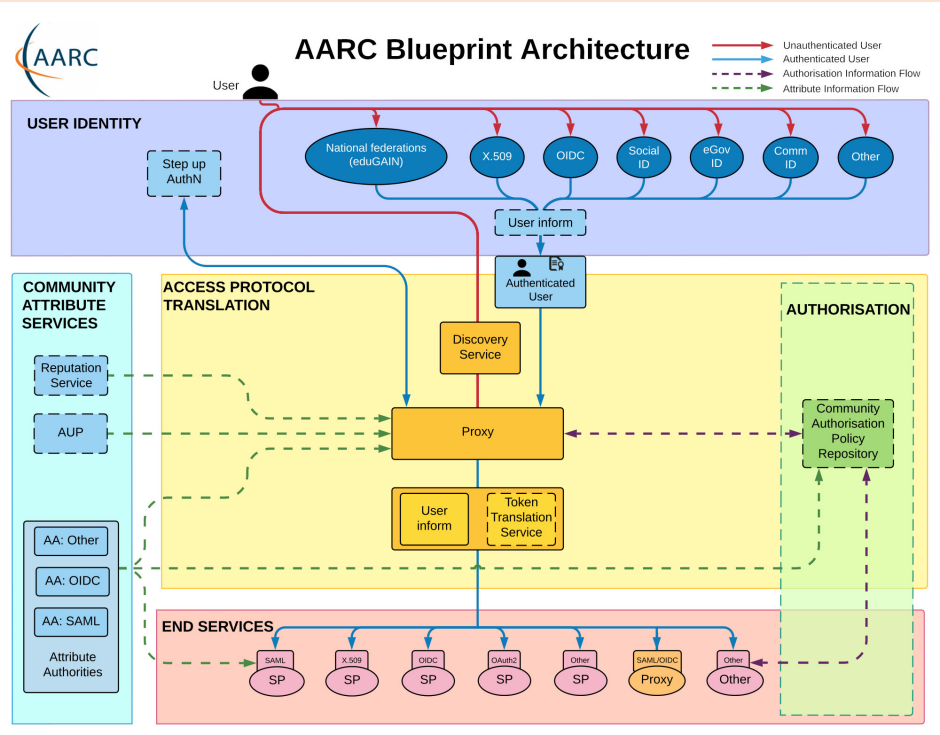 AARC
AARC Blueprint Architecture
Unauthenticated User
Authenticated User
Authorisation Information Flow
Attribute Information Flow
User
USER IDENTITY
National federations
(eduGAIN)
X.509
OIDC
Social
ID
eGov
ID
Comm
ID
Other
Step up
AuthN
User inform
Authenticated
User
COMMUNITY
ATTRIBUTE
SERVICES
ACCESS PROTOCOL
TRANSLATION
AUTHORISATION
Discovery
Service
Reputation
Service
AUP
Proxy
Community
Authorisation
Policy
Repository
User
inform
Token
Translation
Service
AA: Other
AA: OIDC
AA: SAML
Attribute
Authorities
END SERVICES
SAML
SP
X.509
SP
OIDC
SP
OAuth2
SP
Other
SP
SAML/OIDC
Proxy
Other
Other